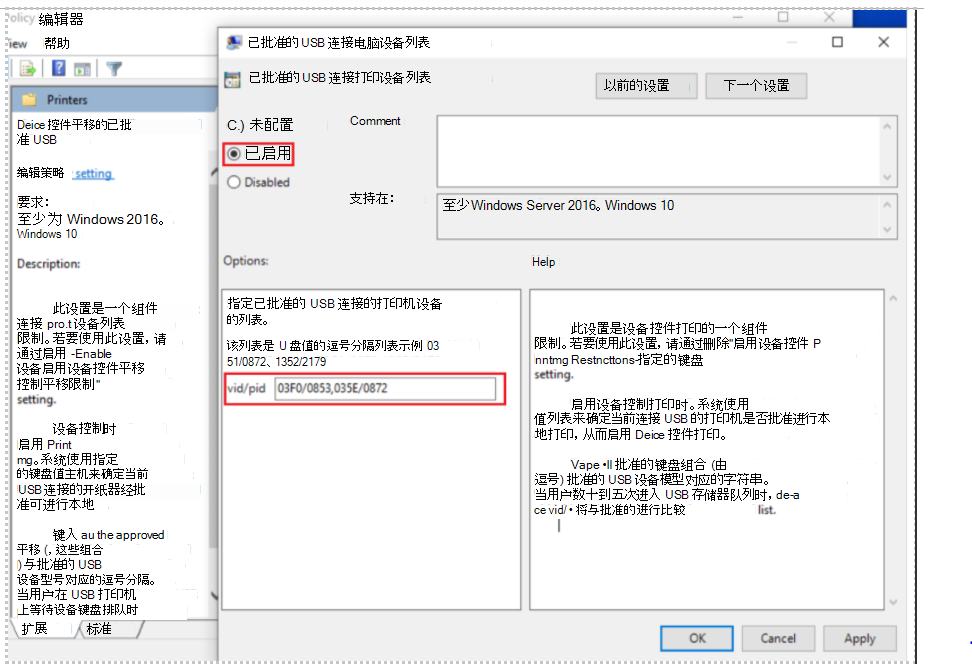 Policy 编辑器
iew 帮助
Printers
Deice 控件平移的已批
准 USB
编辑策略 setting
要求：
至少为 Windows 2016。
Windows 10
Description:
此设置是一个组件
连接 pro.t 设备列表
限制。若要使用此设置，请
通过启用 -Enable
设备启用设备控件平移
控制平移限制"
setting.
设备控制时
启用 Print
mg。系统使用指定
的键盘值主机来确定当前
USB 连接的开纸器经批
准可进行本地
键入 au the approved
平移 (，这些组合
) 与批准的 USB
设备型号对应的逗号分隔。
当用户在 USB 打印机
上等待设备键盘排队时
扩展 标准
已批准的 USB 连接电脑设备列表
已批准的 USB 连接打印设备列表
以前的设置 下一个设置
C.) 未配置
Comment
已启用
Disabled
支持在：
至少 Windows Server 2016。Windows 10
Options:
Help
指定已批准的 USB 连接的打印机设备
的列表。
该列表是 U 盘值的逗号分隔列表示例 03
51/0872、1352/2179
vid/pid 03F0/0853,035E/0872
此设置是设备控件打印的一个组件
限制。若要使用此设置，请通过删除"启用设备控件 P
nntmg Restncttons-指定的键盘
setting.
启用设备控制打印时。系统使用
值列表来确定当前连接 USB 的打印机是否批准进行本
地打印，从而启用 Deice 控件打印。
Vape •II 批准的键盘组合 (由
逗号) 批准的 USB 设备模型对应的字符串。
当用户数十到五次进入 USB 存储器队列时，de-a
ce vid/ • 将与批准的进行比较 list.
OK Cancel Apply